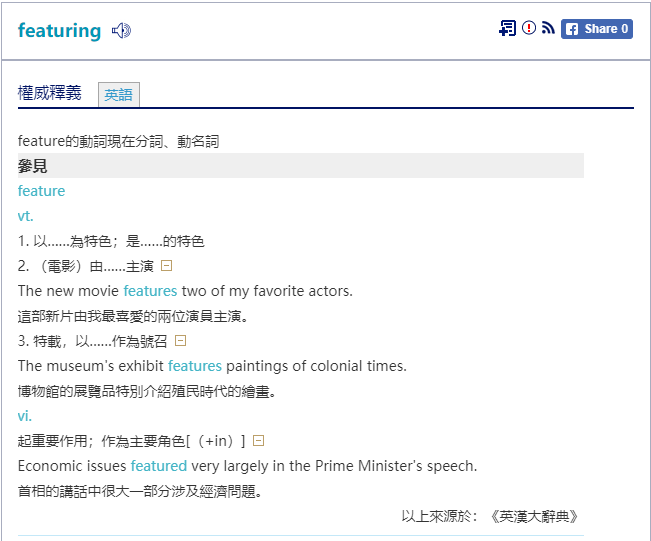 featuring
Share 0
權威釋義 英語
feature的動詞現在分詞、動名詞
參見
feature
vt.
1. 以……為特色；是……的特色
2. （電影）由……主演
The new movie features two of my favorite actors.
這部新片由我最喜愛的兩位演員主演。
3. 特載，以……作為號召
The museum's exhibit features paintings of colonial times.
博物館的展覽品特別介紹殖民時代的繪畫。
vi.
起重要作用；作為主要角色[（+in）]
Economic issues featured very largely in the Prime Minister's speech.
首相的講話中很大一部分涉及經濟問題。
以上來源於：《英漢大辭典》